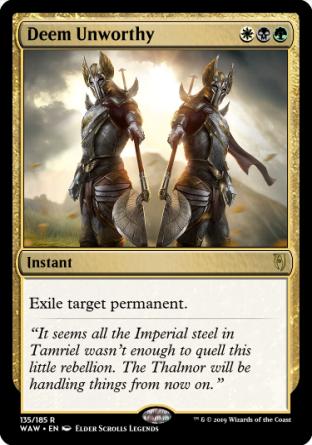 Deem Unworthy
Instant
Exile target permanent.
“It seems all the Imperial steel in
Tamriel wasn’t enough to quell this
little rebellion. The Thalmor will be
handling things from now on.”
135/185 R
WAW • EN ELDER SCROLLS LEGENDS
™ & © 2019 Wizards of the Coast